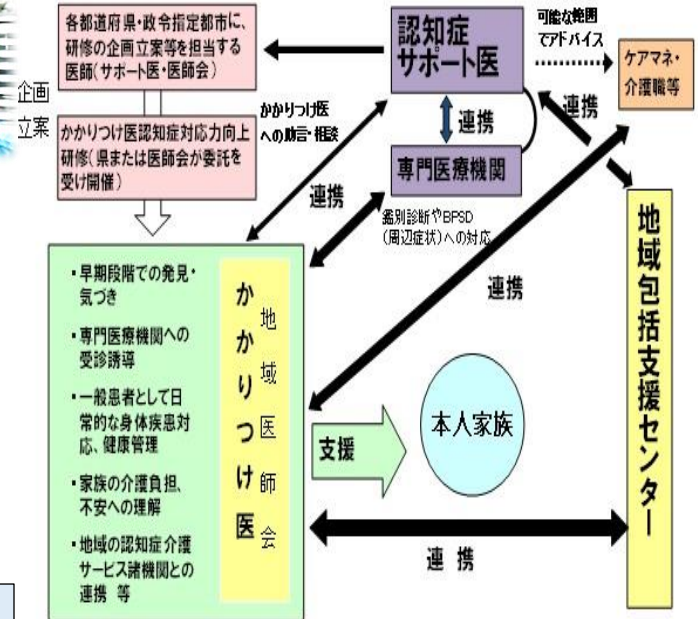 各都道府県・政令指定都市に、
研修の企画立案等を担当する
医師(サポート医・医師会)
企画
立案
かかりつけ医認知症対応力向上
研修(県または医師会が委託を
受け開催)
認知症
サポート医
可能な範囲
でアドバイス
ケアマネ・
介護職等
かかりつけ医
への助言・相談
連携
連携
連携
専門医療機関
鑑別診断やBPSD
(周辺症状)への対応
連携
・早期段階での発見・
気づき
・専門医療機関への
受診誘導
・一般患者として日
常的な身体疾患対
応、健康管理
・家族の介護負担、
不安への理解
・地域の認知症介護
サービス諸機関との
連携 等
かかりつけ医
地域医師会
支援
本人家族
連 携
地域包括支援センター